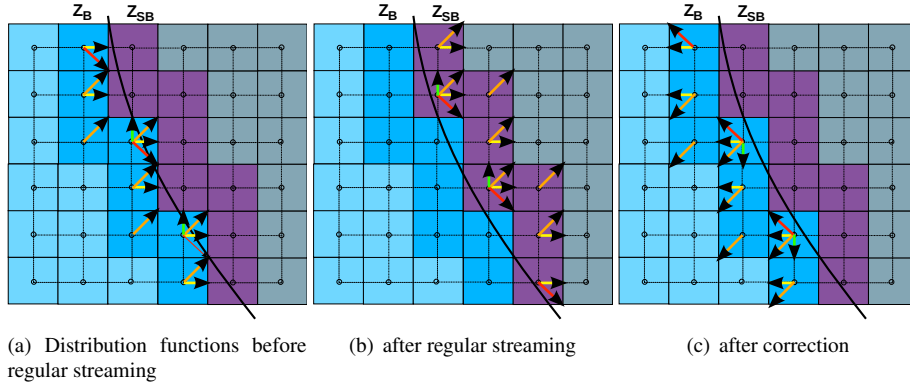 Z_B Z_SB
Z_B Z_SB
Z_B Z_SB
(a) Distribution functions before
regular streaming
(b) after regular streaming
(c) after correction